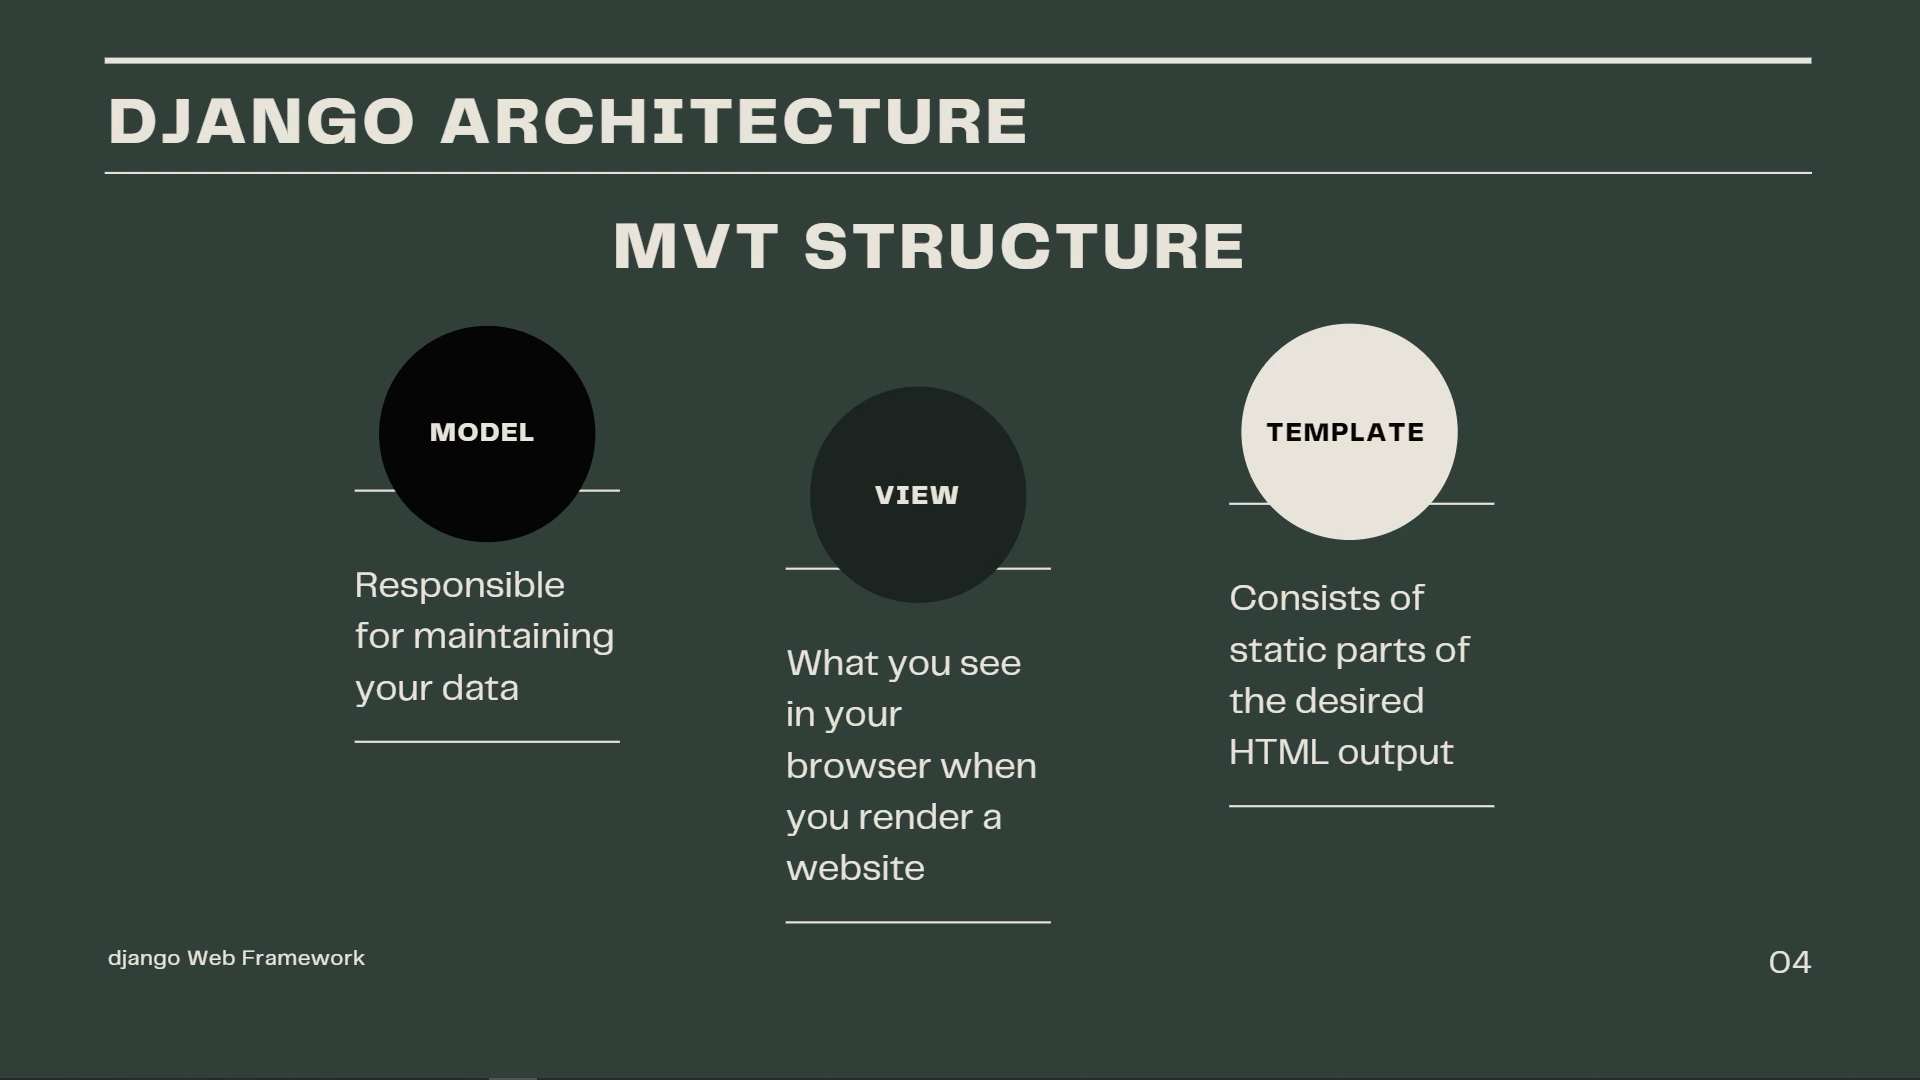 DJANGO ARCHITECTURE
MVT STRUCTURE
MODEL
Responsible
for maintaining
your data
VIEW
What you see
in your
browser when
you render a
website
TEMPLATE
Consists of
static parts of
the desired
HTML output
django Web Framework
04